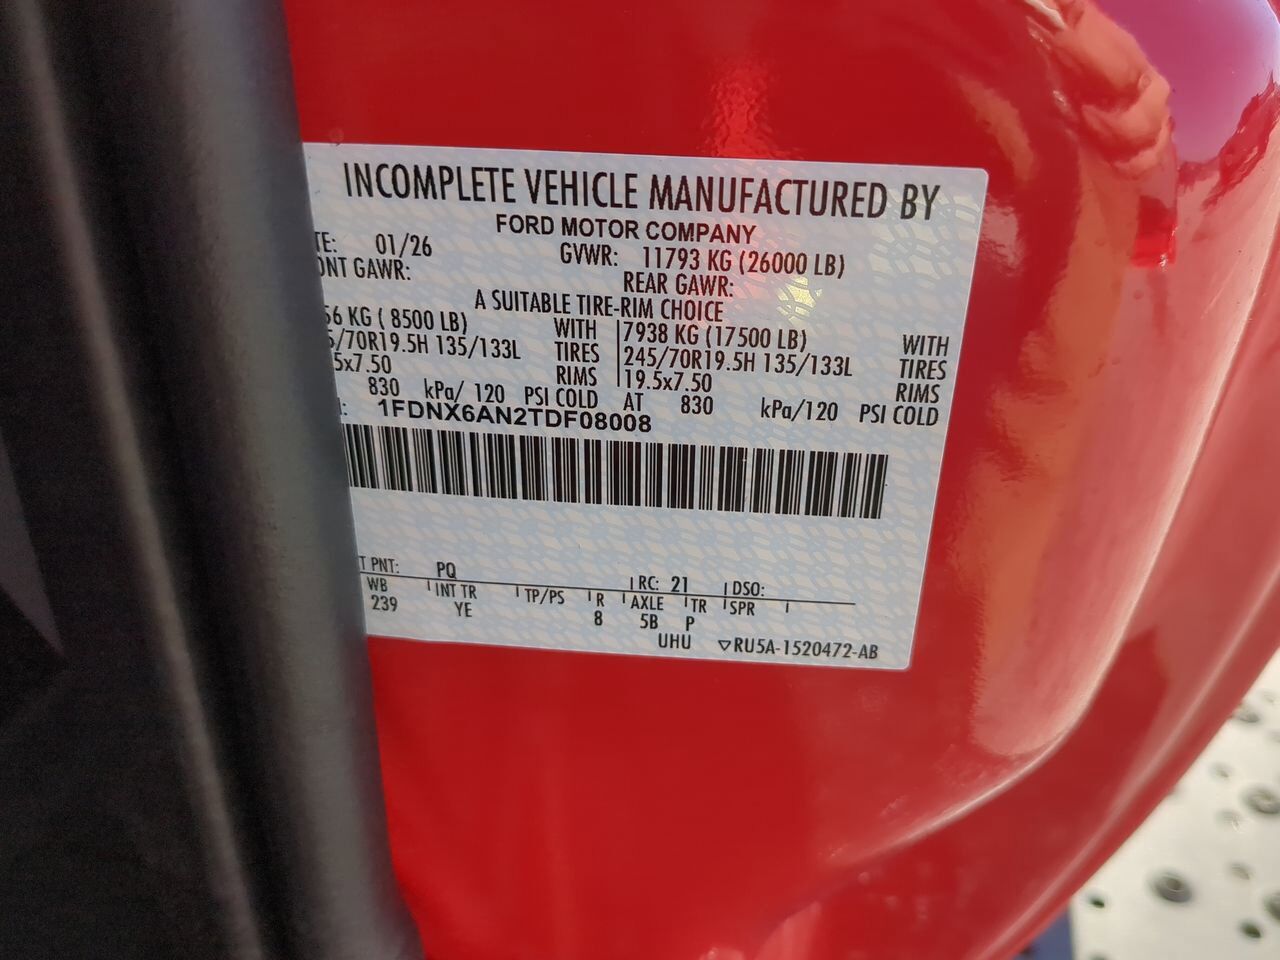 INCOMPLETE VEHICLE MANUFACTURED BY
FORD MOTOR COMPANY
TE: 01/26 GVWR: 11793 KG (26000 LB)
ONT GAWR: REAR GAWR:
A SUITABLE TIRE-RIM CHOICE
56 KG ( 8500 LB) WITH 7938 KG (17500 LB) WITH
5/70R19.5H 135/133L TIRES 245/70R19.5H 135/133L TIRES
5x7.50 RIMS 19.5x7.50 RIMS
830 kPa/ 120 PSI COLD AT 830 kPa/120 PSI COLD
: 1FDNX6AN2TDF08008
T PNT: PQ RC: 21 DSO:
WB INT TR TP/PS R AXLE TR SPR
239 YE 8 5B P
UHU ▽RU5A-1520472-AB